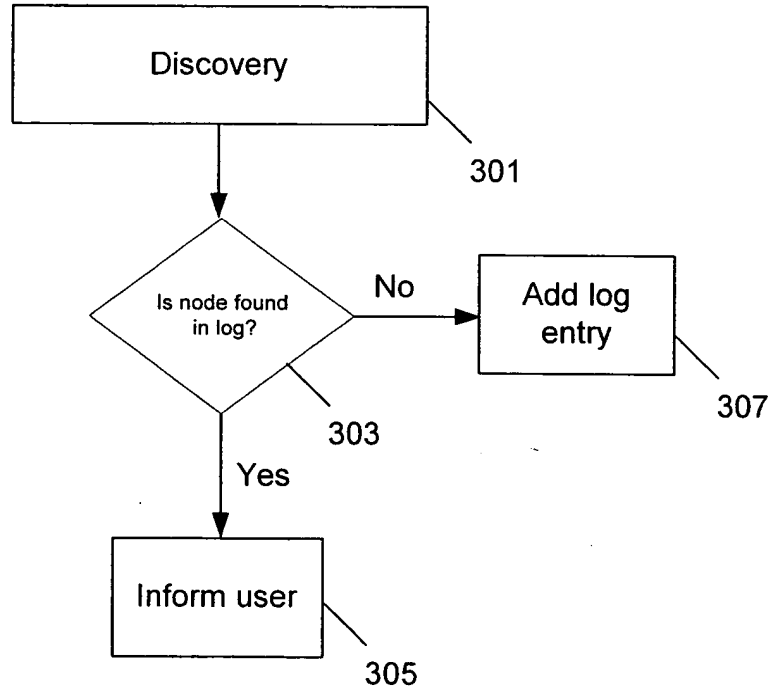 Discovery
301
Is node found
in log?
No
Add log
entry
307
303
Yes
Inform user
305